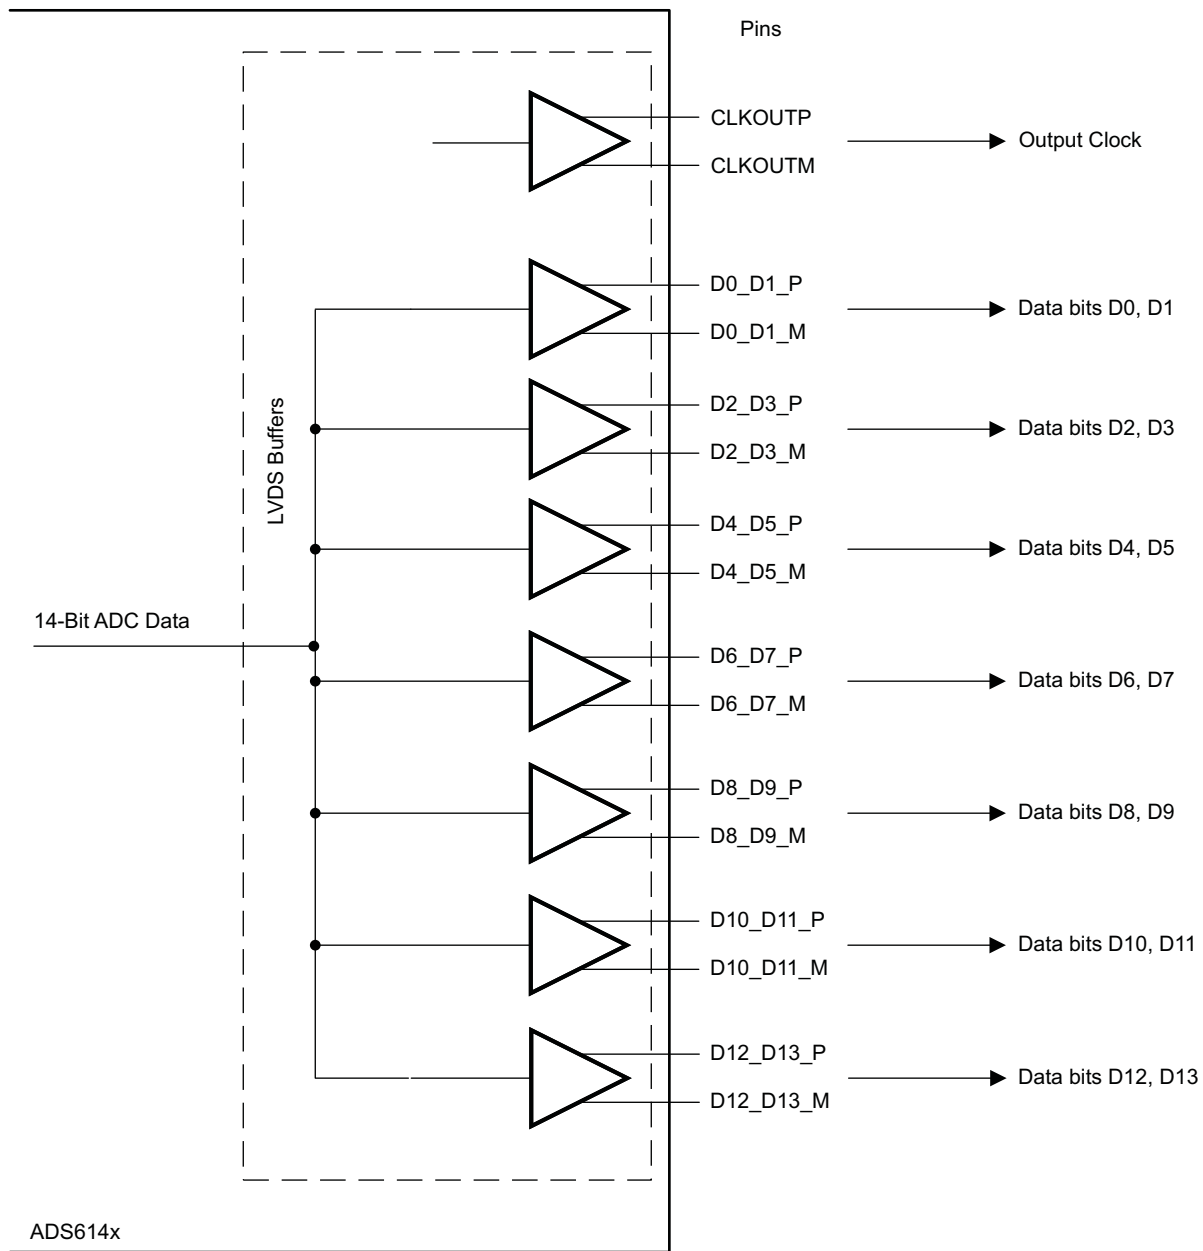 Pins
CLKOUTP
Output Clock
CLKOUTM
D0_D1_P
Data bits D0, D1
D0_D1_M
D2_D3_P
Data bits D2, D3
D2_D3_M
LVDS Buffers
D4_D5_P
Data bits D4, D5
D4_D5_M
14-Bit ADC Data
D6_D7_P
Data bits D6, D7
D6_D7_M
D8_D9_P
Data bits D8, D9
D8_D9_M
D10_D11_P
Data bits D10, D11
D10_D11_M
D12_D13_P
Data bits D12, D13
D12_D13_M
ADS614x